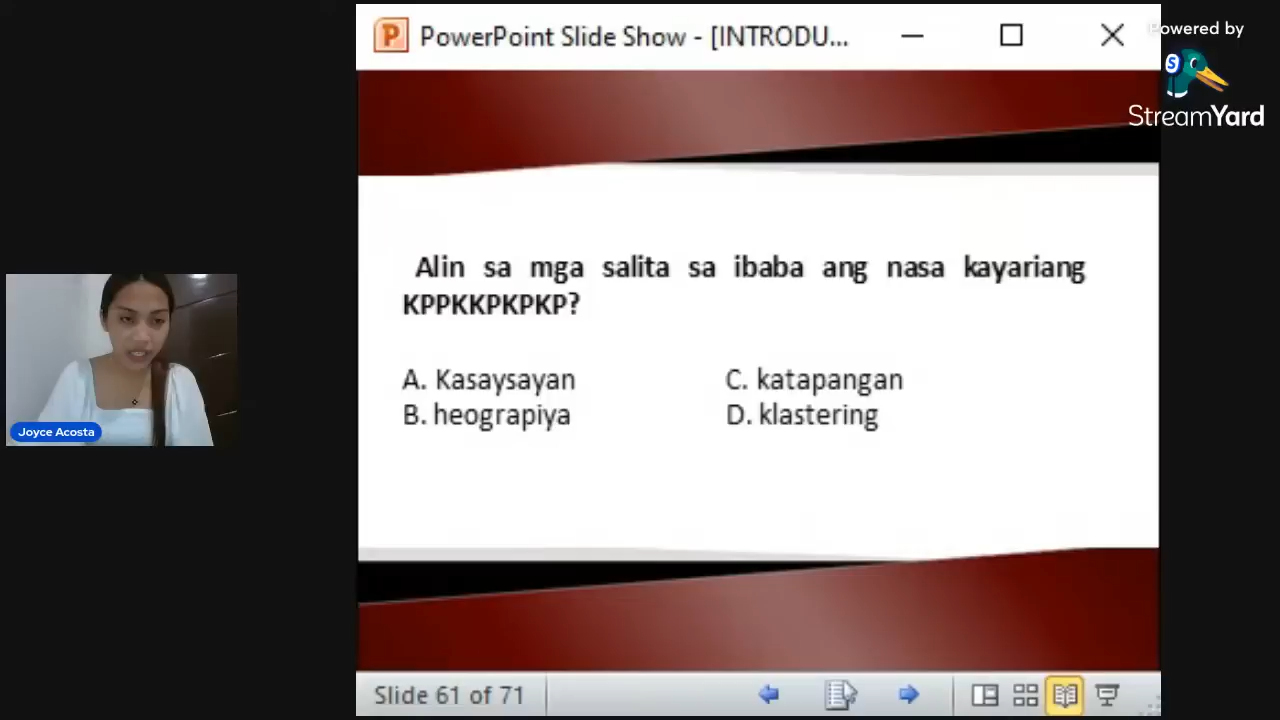 PowerPoint Slide Show - [INTRODU...
Powered by
StreamYard
Alin sa mga salita sa ibaba ang nasa kayariang
KPPKKPKPKP?
A. Kasaysayan
C. katapangan
B. heograpiya
D. klastering
Joyce Acosta
Slide 61 of 71